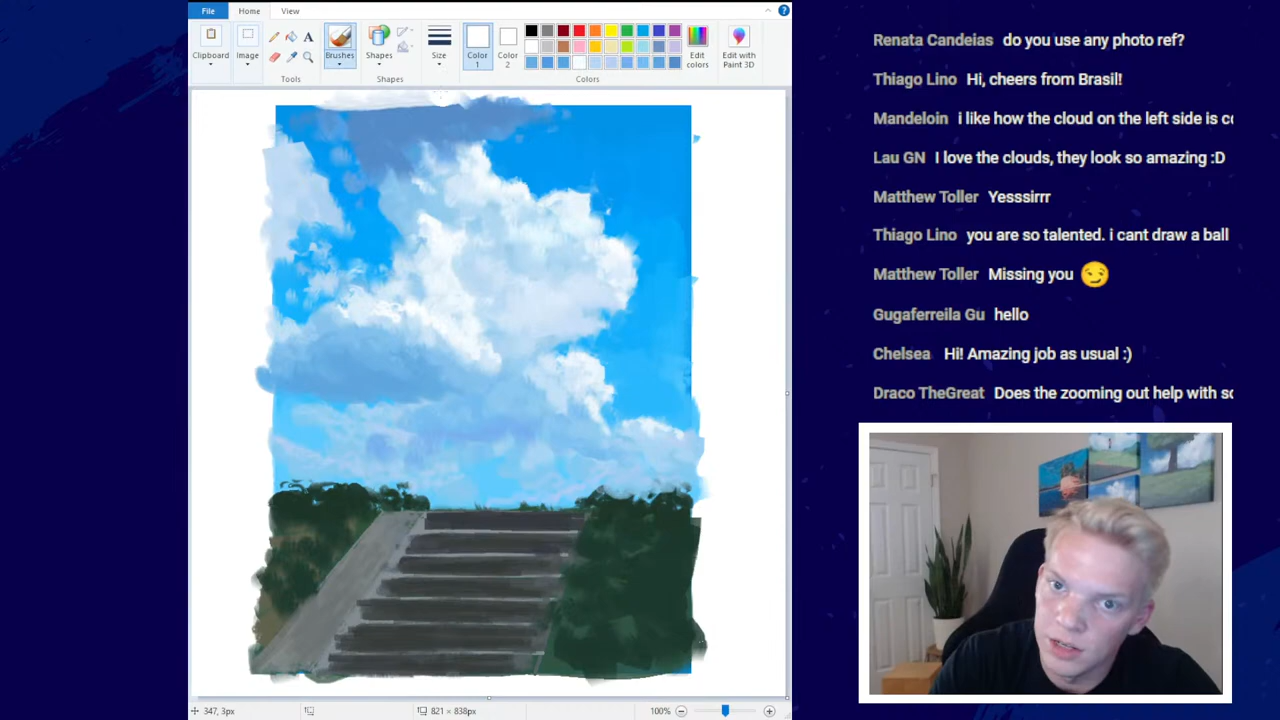 File
Home
View
Clipboard
Image
Tools
Brushes
Shapes
Shapes
Size
Color 1
Color 2
Edit colors
Colors
Edit with Paint 3D
347, 3px
821 × 838px
100%
Renata Candeias do you use any photo ref?
Thiago Lino Hi, cheers from Brasil!
Mandeloin i like how the cloud on the left side is
Lau GN I love the clouds, they look so amazing :D
Matthew Toller Yesssirrr
Thiago Lino you are so talented. i cant draw a ball
Matthew Toller Missing you 😏
Gugaferreila Gu hello
Chelsea Hi! Amazing job as usual :)
Draco TheGreat Does the zooming out help with